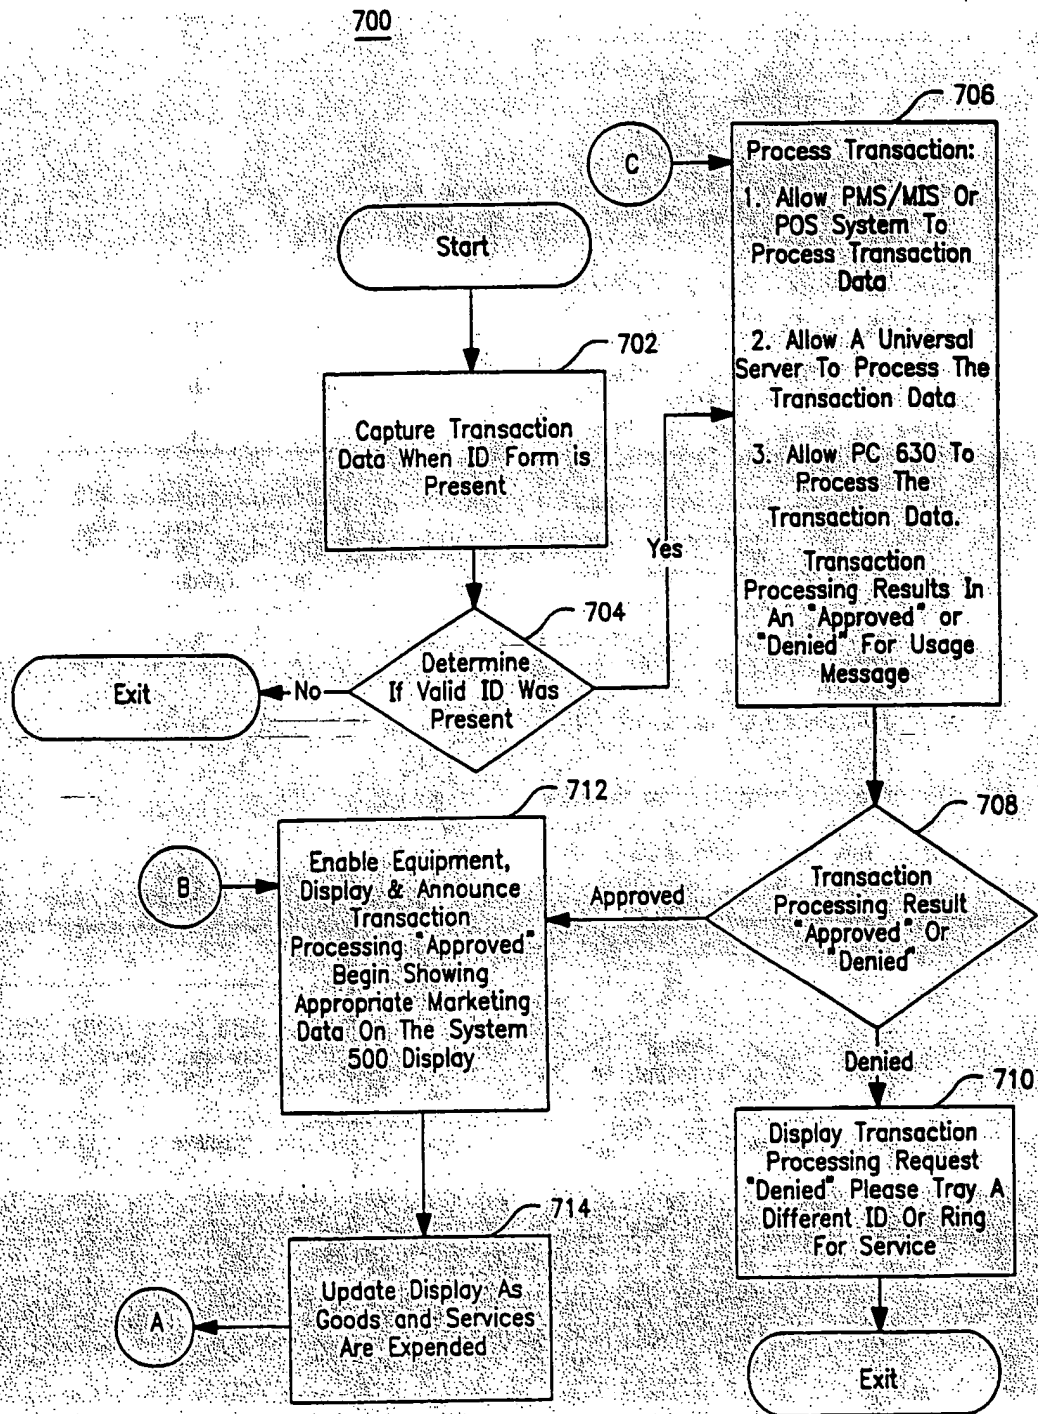 700
706
C
Process Transaction:
1. Allow PMS/MIS Or
POS System To
Process Transaction
Data
2. Allow A Universal
Server To Process The
Transaction Data
3. Allow PC 630 To
Process The
Transaction Data.
Transaction
Processing Results In
An "Approved" or
"Denied" For Usage
Message
Start
702
Capture Transaction
Data When ID Form is
Present
Yes
704
Determine
If Valid ID Was
Present
No
Exit
712
B
Enable Equipment,
Display & Announce
Transaction
Processing "Approved"
Begin Showing
Appropriate Marketing
Data On The System
500 Display
Approved
708
Transaction
Processing Result
"Approved" Or
"Denied"
Denied
710
Display Transaction
Processing Request
"Denied" Please Tray A
Different ID Or Ring
For Service
714
Update Display As
Goods and Services
Are Expended
A
Exit